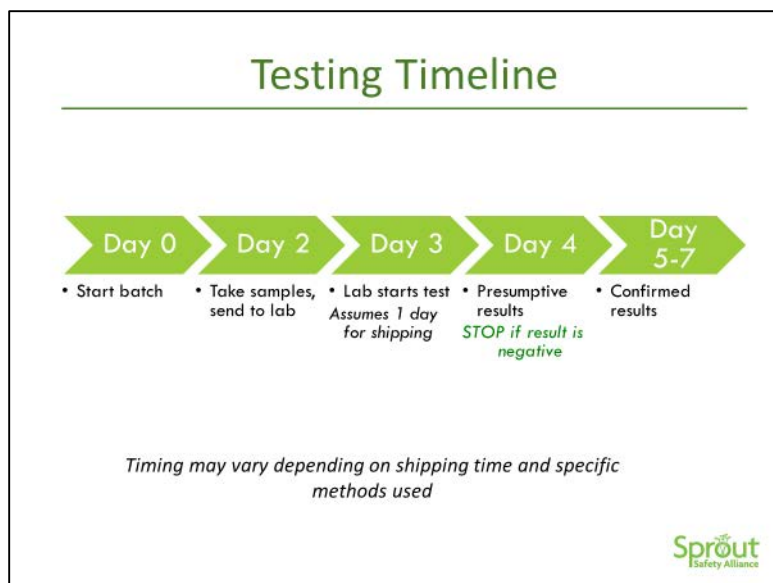 Testing Timeline
Day 0
• Start batch
Day 2
• Take samples,
send to lab
Day 3
• Lab starts test
Assumes 1 day
for shipping
Day 4
• Presumptive
results
STOP if result is
negative
Day
5-7
• Confirmed
results
Timing may vary depending on shipping time and specific
methods used
Sprout
Safety Alliance